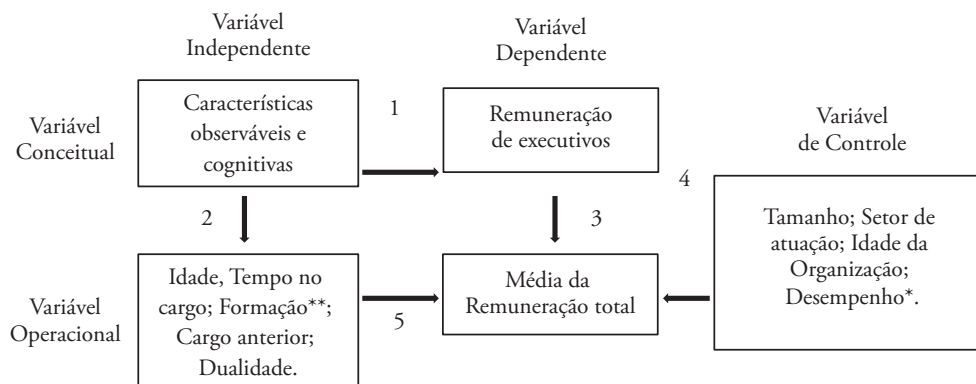 Variável
Independente
Variável
Dependente
Características
observáveis e
cognitivas
1
Remuneração
de executivos
Variável
Conceitual
Variável
de Controle
4
2
3
Tamanho; Setor de
atuação; Idade da
Organização;
Desempenho*.
Idade, Tempo no
cargo; Formação**;
Cargo anterior;
Dualidade.
5
Média da
Remuneração total
Variável
Operacional